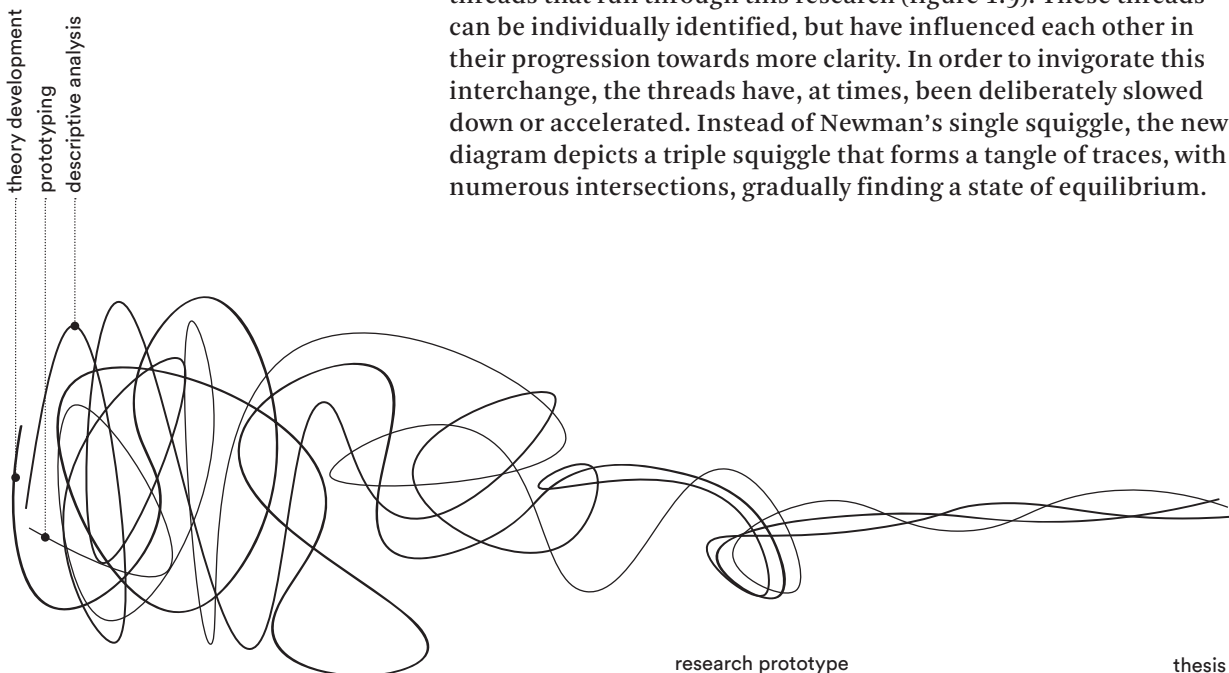 threads that run through this research (figure 1.9). These threads
can be individually identified, but have influenced each other in
their progression towards more clarity. In order to invigorate this
interchange, the threads have, at times, been deliberately slowed
down or accelerated. Instead of Newman’s single squiggle, the new
diagram depicts a triple squiggle that forms a tangle of traces, with
numerous intersections, gradually finding a state of equilibrium.
theory development
prototyping
descriptive analysis
research prototype
thesis